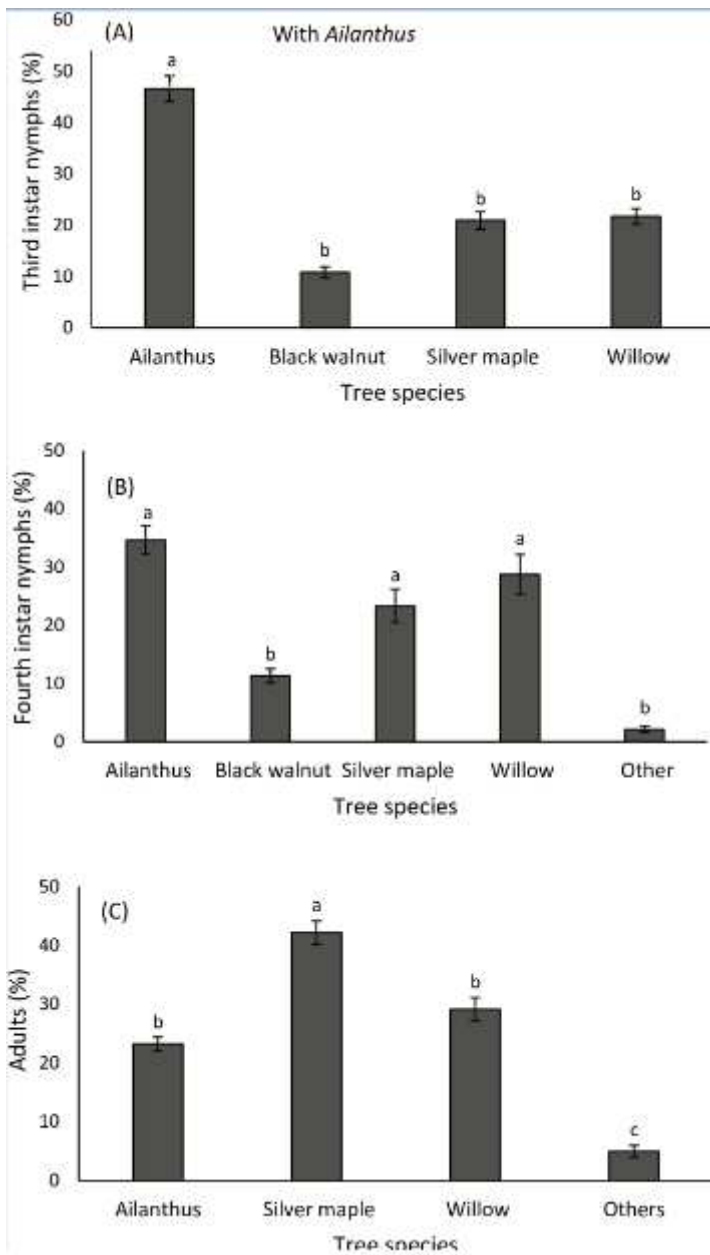 (A) With Ailanthus
Third instar nymphs (%)
60
a
50
40
30
b
b
20
b
10
0
Ailanthus Black walnut Silver maple Willow
Tree species
(B)
Fourth instar nymphs (%)
50
40
a
a
30
a
20
b
10
b
0
Ailanthus Black walnut Silver maple Willow Other
Tree species
(C)
Adults (%)
50
a
40
b
30
b
20
10
c
0
Ailanthus Silver maple Willow Others
Tree species